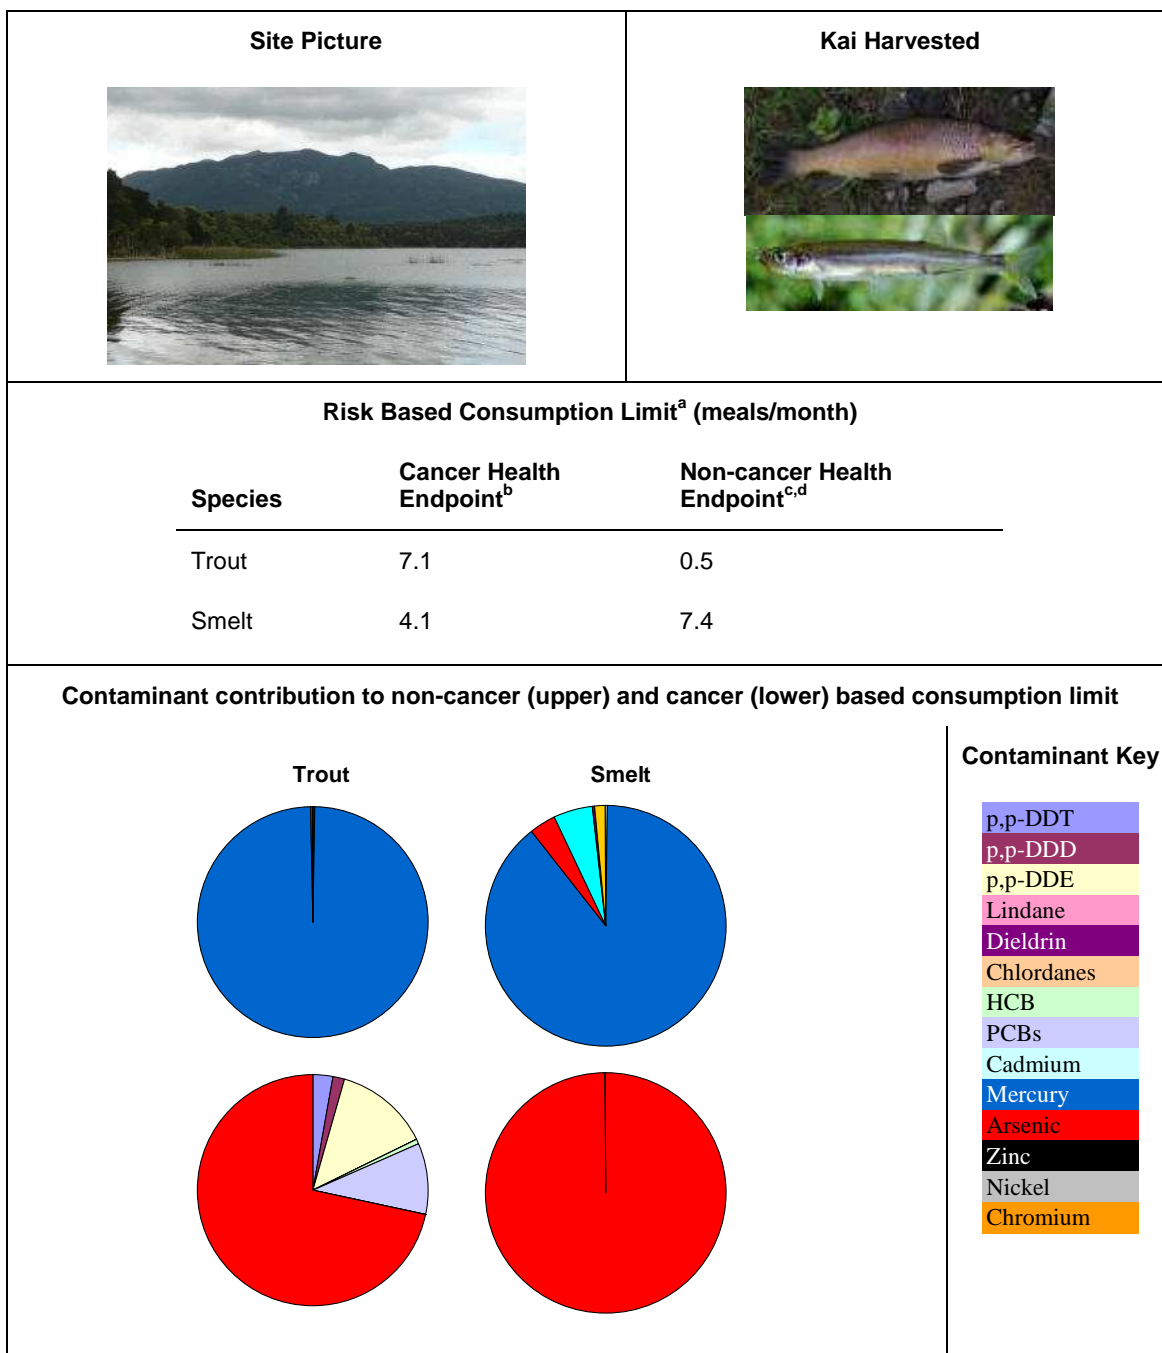 Site Picture
Kai Harvested
Risk Based Consumption Limitᵃ (meals/month)
Species
Cancer Health
Endpointᵇ
Non-cancer Health
Endpointᶜ,ᵈ
Trout 7.1 0.5
Smelt 4.1 7.4
Contaminant contribution to non-cancer (upper) and cancer (lower) based consumption limit
Trout
Smelt
Contaminant Key
p,p-DDT
p,p-DDD
p,p-DDE
Lindane
Dieldrin
Chlordanes
HCB
PCBs
Cadmium
Mercury
Arsenic
Zinc
Nickel
Chromium